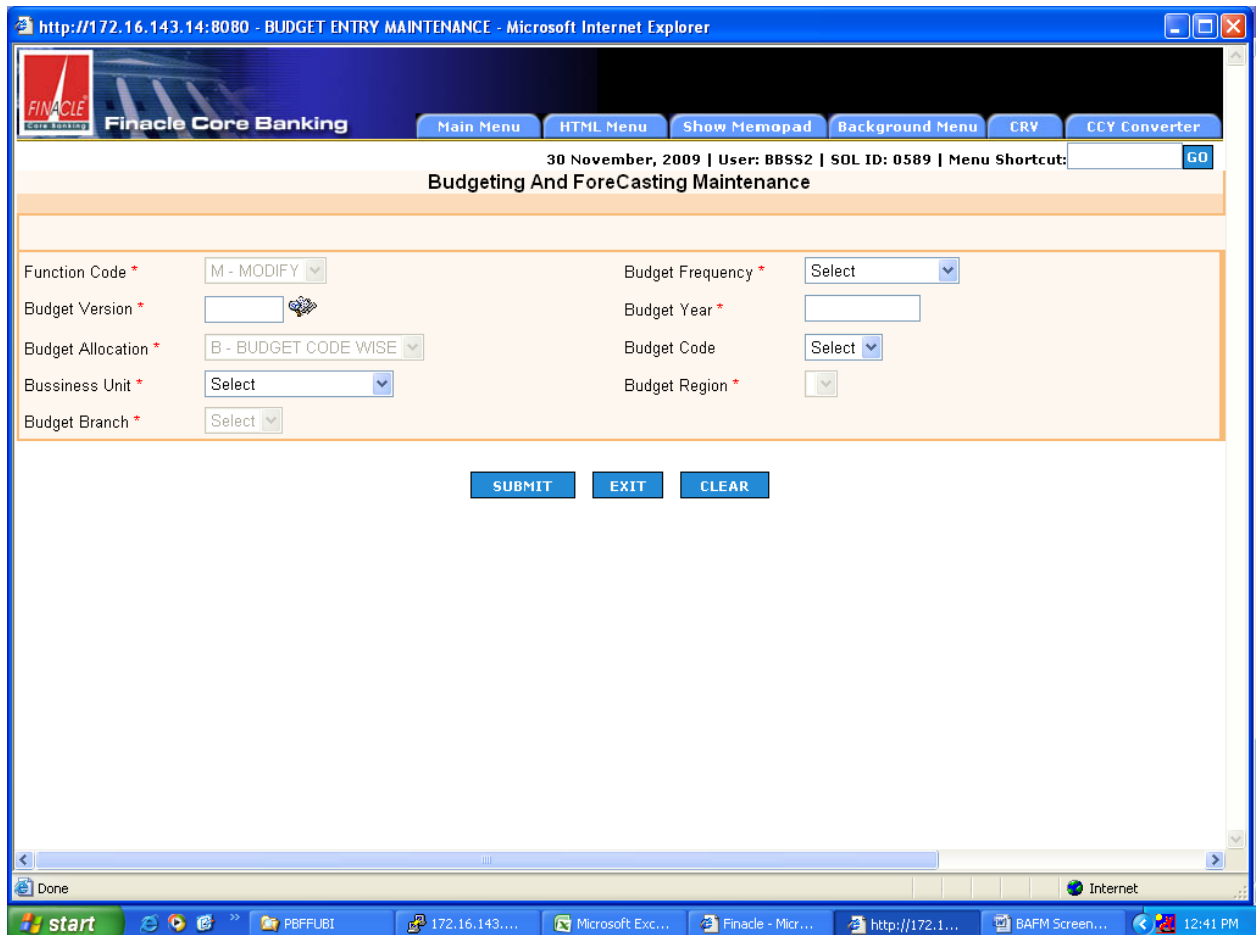 http://172.16.143.14:8080 - BUDGET ENTRY MAINTENANCE - Microsoft Internet Explorer
FINACLE
Core Banking
Finacle Core Banking
Main Menu HTML Menu Show Memopad Background Menu CRV CCY Converter
30 November, 2009 | User: BBSS2 | SOL ID: 0589 | Menu Shortcut: GO
Budgeting And ForeCasting Maintenance
Function Code * M - MODIFY Budget Frequency * Select
Budget Version * Budget Year *
Budget Allocation * B - BUDGET CODE WISE Budget Code Select
Bussiness Unit * Select Budget Region *
Budget Branch * Select
SUBMIT EXIT CLEAR
Done Internet
start PBFFUBI 172.16.143.... Microsoft Exc... Finacle - Micr... http://172.1... BAFM Screen... 12:41 PM